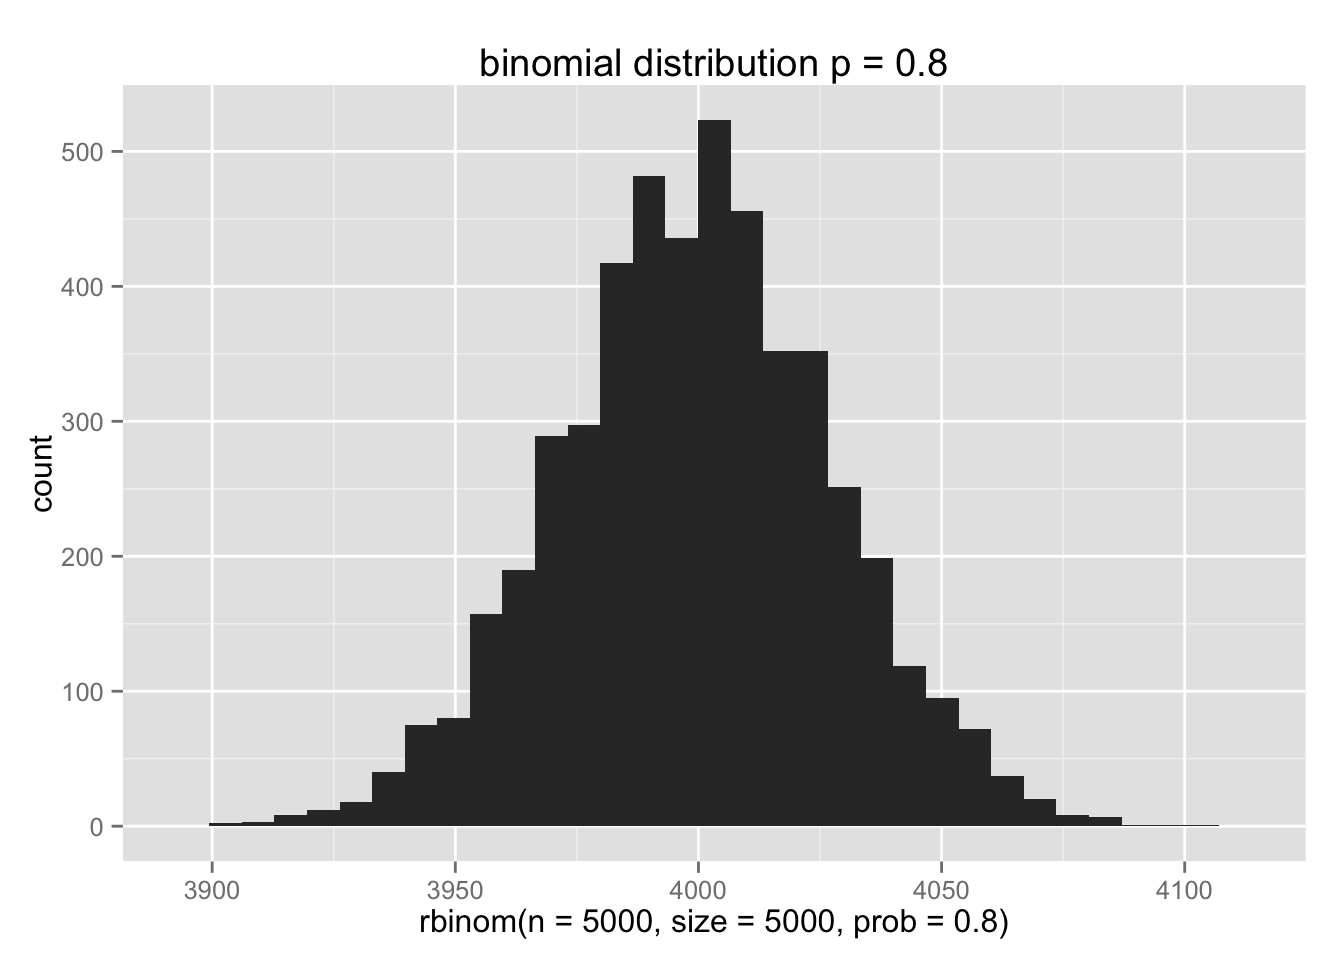 binomial distribution p = 0.8
count
500
400
300
200
100
0
3900 3950 4000 4050 4100
rbinom(n = 5000, size = 5000, prob = 0.8)